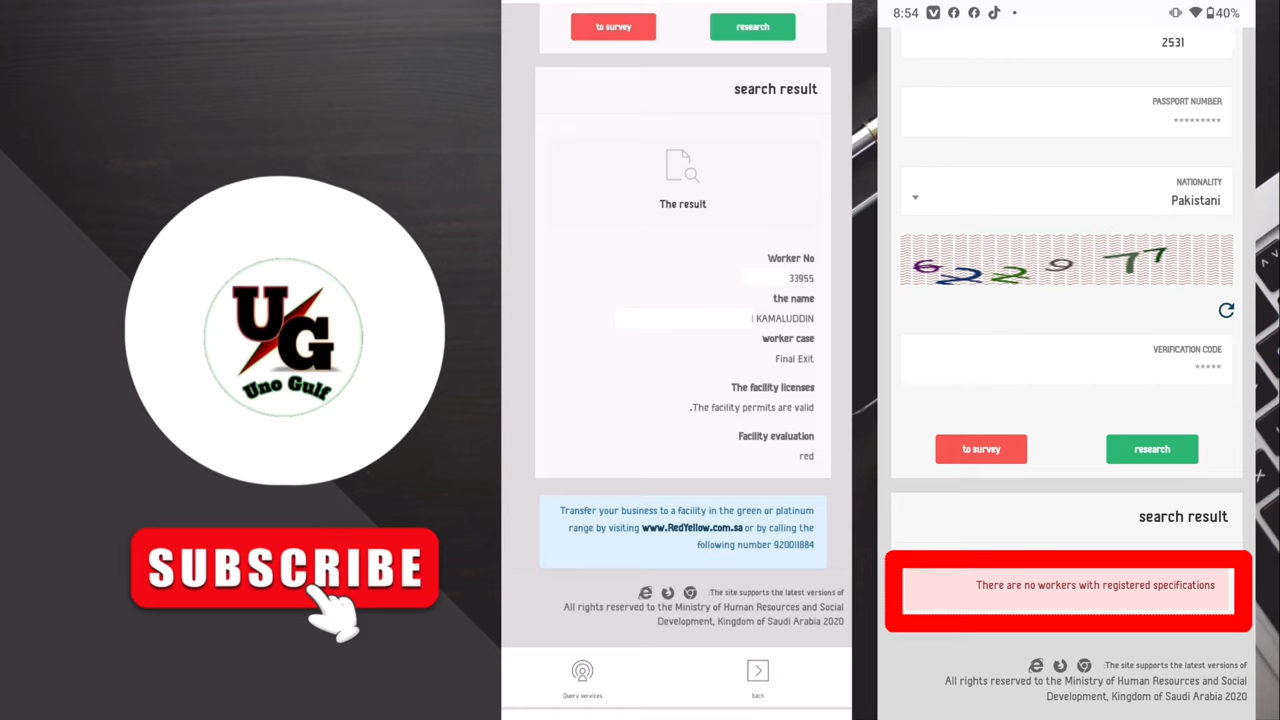 UG
Uno Gulf
SUBSCRIBE
to survey
research
search result
The result
Worker No
33955
the name
KAMALUDDIN
worker case
Final Exit
The facility licenses
.The facility permits are valid
Facility evaluation
red
Transfer your business to a facility in the green or platinum
range by visiting www.RedYellow.com.sa or by calling the
following number 920011884
:The site supports the latest versions of
All rights reserved to the Ministry of Human Resources and Social
Development, Kingdom of Saudi Arabia 2020
Query services
back
8:54
40%
2531
PASSPORT NUMBER
*********
NATIONALITY
Pakistani
6 2 2 9 7 7
VERIFICATION CODE
*****
to survey
research
search result
There are no workers with registered specifications
:The site supports the latest versions of
All rights reserved to the Ministry of Human Resources and Social
Development, Kingdom of Saudi Arabia 2020